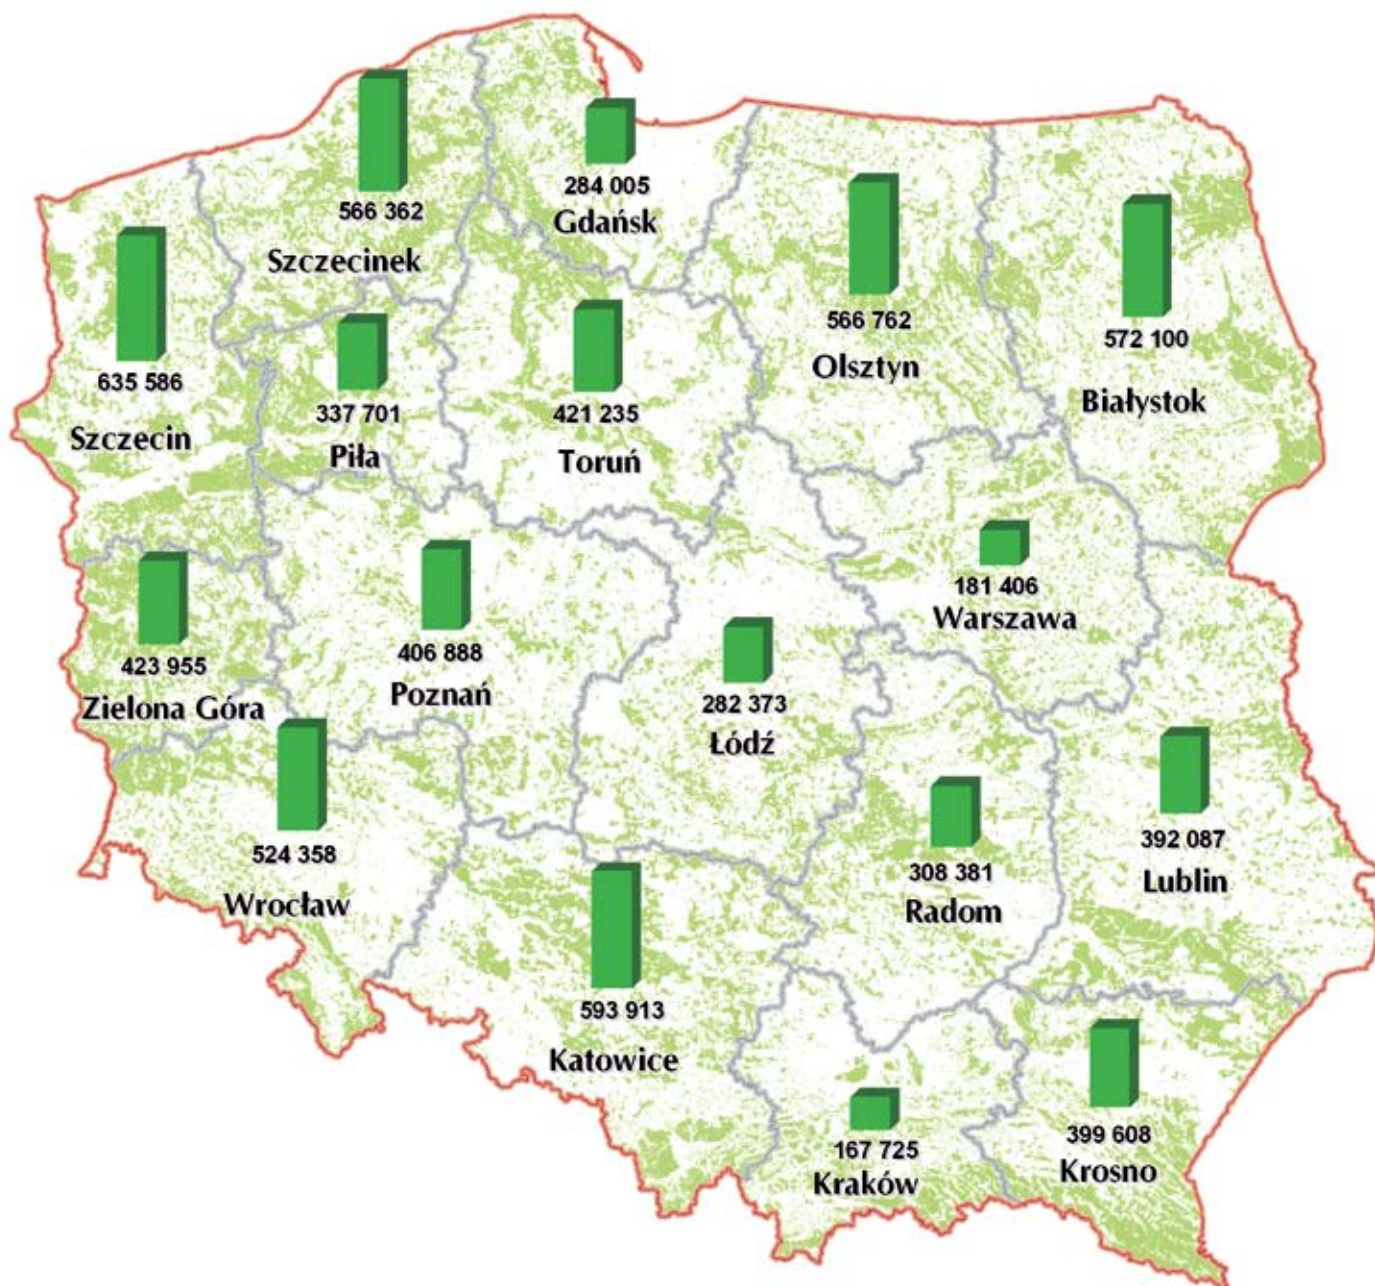 566 362
Szczecinek
284 005
Gdańsk
566 762
Olsztyn
572 100
Białystok
635 586
Szczecin
337 701
Piła
421 235
Toruń
181 406
Warszawa
423 955
Zielona Góra
406 888
Poznań
282 373
Łódź
524 358
Wrocław
308 381
Radom
392 087
Lublin
593 913
Katowice
167 725
Kraków
399 608
Krosno